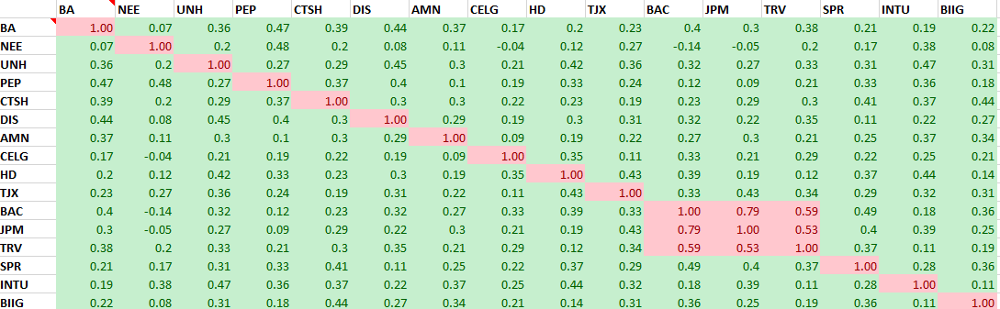 BA NEE UNH PEP CTSH DIS AMN CELG HD TJX BAC JPM TRV SPR INTU BIIG
BA 1.00 0.07 0.36 0.47 0.39 0.44 0.37 0.17 0.2 0.23 0.4 0.3 0.38 0.21 0.19 0.22
NEE 0.07 1.00 0.2 0.48 0.2 0.08 0.11 -0.04 0.12 0.27 -0.14 -0.05 0.2 0.17 0.38 0.08
UNH 0.36 0.2 1.00 0.27 0.29 0.45 0.3 0.21 0.42 0.36 0.32 0.27 0.33 0.31 0.47 0.31
PEP 0.47 0.48 0.27 1.00 0.37 0.4 0.1 0.19 0.33 0.24 0.12 0.09 0.21 0.33 0.36 0.18
CTSH 0.39 0.2 0.29 0.37 1.00 0.3 0.3 0.22 0.23 0.19 0.23 0.29 0.3 0.41 0.37 0.44
DIS 0.44 0.08 0.45 0.4 0.3 1.00 0.29 0.19 0.3 0.31 0.32 0.22 0.35 0.11 0.22 0.27
AMN 0.37 0.11 0.3 0.1 0.3 0.29 1.00 0.09 0.19 0.22 0.27 0.3 0.21 0.25 0.37 0.34
CELG 0.17 -0.04 0.21 0.19 0.22 0.19 0.09 1.00 0.35 0.11 0.33 0.21 0.29 0.22 0.25 0.21
HD 0.2 0.12 0.42 0.33 0.23 0.3 0.19 0.35 1.00 0.43 0.39 0.19 0.12 0.37 0.44 0.14
TJX 0.23 0.27 0.36 0.24 0.19 0.31 0.22 0.11 0.43 1.00 0.33 0.43 0.34 0.29 0.32 0.31
BAC 0.4 -0.14 0.32 0.12 0.23 0.32 0.27 0.33 0.39 0.33 1.00 0.79 0.59 0.49 0.18 0.36
JPM 0.3 -0.05 0.27 0.09 0.29 0.22 0.3 0.21 0.19 0.43 0.79 1.00 0.53 0.4 0.39 0.25
TRV 0.38 0.2 0.33 0.21 0.3 0.35 0.21 0.29 0.12 0.34 0.59 0.53 1.00 0.37 0.11 0.19
SPR 0.21 0.17 0.31 0.33 0.41 0.11 0.25 0.22 0.37 0.29 0.49 0.4 0.37 1.00 0.28 0.36
INTU 0.19 0.38 0.47 0.36 0.37 0.22 0.37 0.25 0.44 0.32 0.18 0.39 0.11 0.28 1.00 0.11
BIIG 0.22 0.08 0.31 0.18 0.44 0.27 0.34 0.21 0.14 0.31 0.36 0.25 0.19 0.36 0.11 1.00